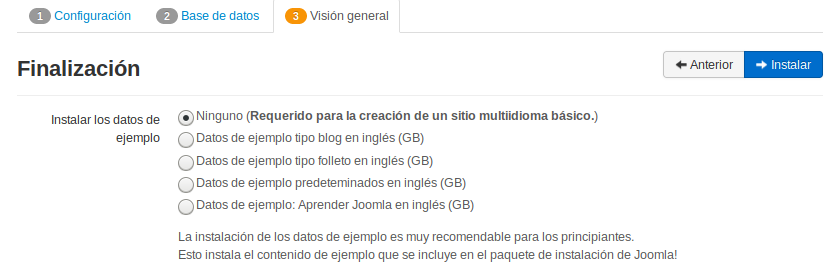 1 Configuración 2 Base de datos 3 Visión general
Finalización
Anterior Instalar
Instalar los datos de
ejemplo
Ninguno (Requerido para la creación de un sitio multiidioma básico.)
Datos de ejemplo tipo blog en inglés (GB)
Datos de ejemplo tipo folleto en inglés (GB)
Datos de ejemplo predeteminados en inglés (GB)
Datos de ejemplo: Aprender Joomla en inglés (GB)
La instalación de los datos de ejemplo es muy recomendable para los principiantes.
Esto instala el contenido de ejemplo que se incluye en el paquete de instalación de Joomla!